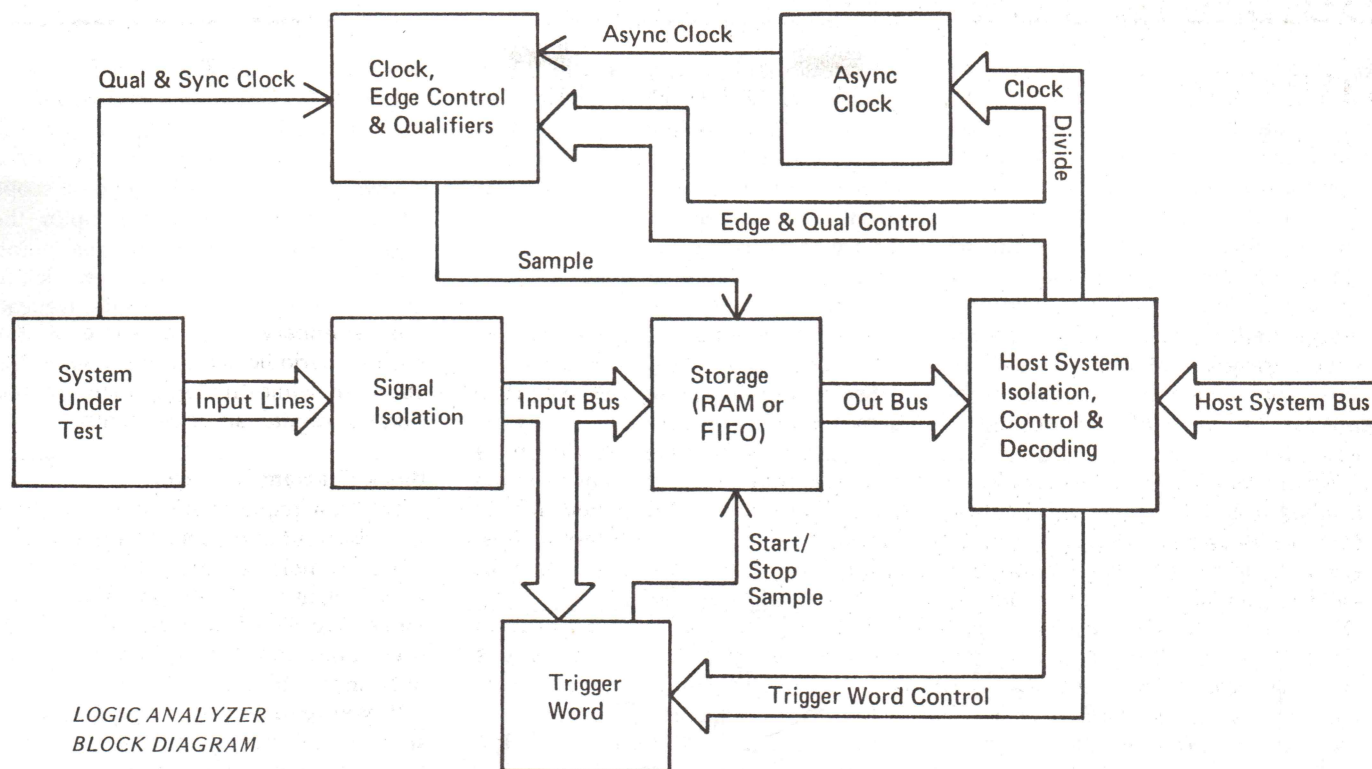 Async Clock
Qual & Sync Clock
Clock,
Edge Control
& Qualifiers
Async
Clock
Clock
Divide
Edge & Qual Control
Sample
System
Under
Test
Input Lines
Signal
Isolation
Input Bus
Storage
(RAM or
FIFO)
Out Bus
Host System
Isolation,
Control &
Decoding
Host System Bus
Start/
Stop
Sample
Trigger
Word
Trigger Word Control
LOGIC ANALYZER
BLOCK DIAGRAM